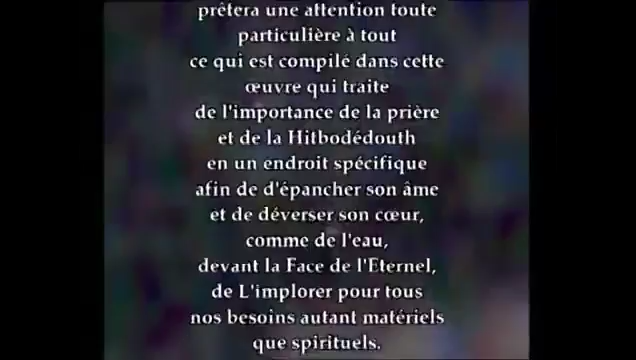 prêtera une attention toute
particulière à tout
ce qui est compilé dans cette
œuvre qui traite
de l'importance de la prière
et de la Hitbodédouth
en un endroit spécifique
afin de d'épancher son âme
et de déverser son cœur,
comme de l'eau,
devant la Face de l'Eternel,
de L'implorer pour tous
nos besoins autant matériels
que spirituels.